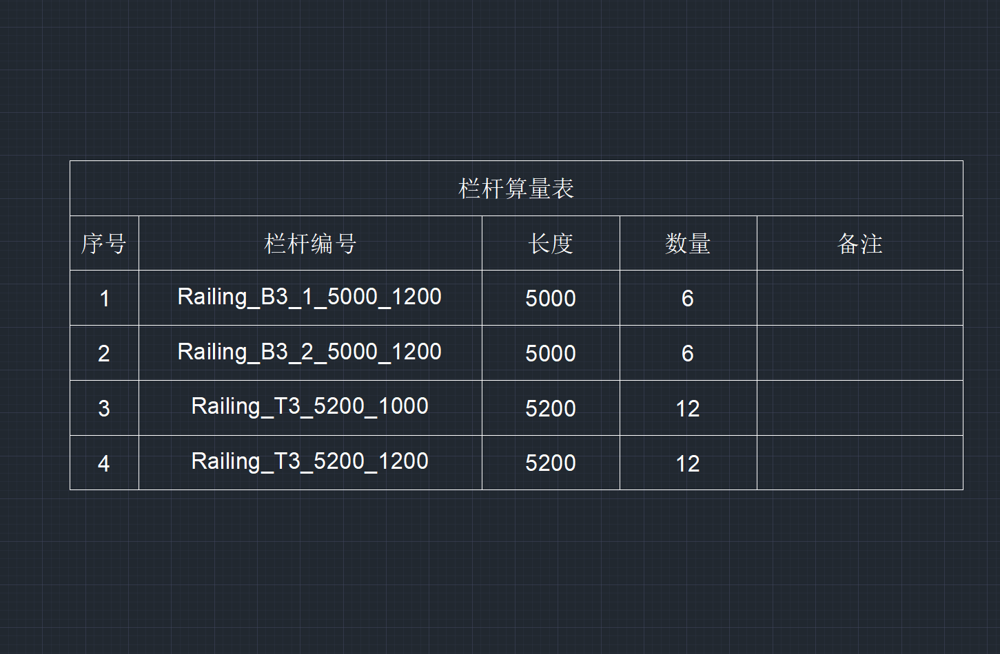 栏杆算量表
序号 栏杆编号 长度 数量 备注
1 Railing_B3_1_5000_1200 5000 6
2 Railing_B3_2_5000_1200 5000 6
3 Railing_T3_5200_1000 5200 12
4 Railing_T3_5200_1200 5200 12